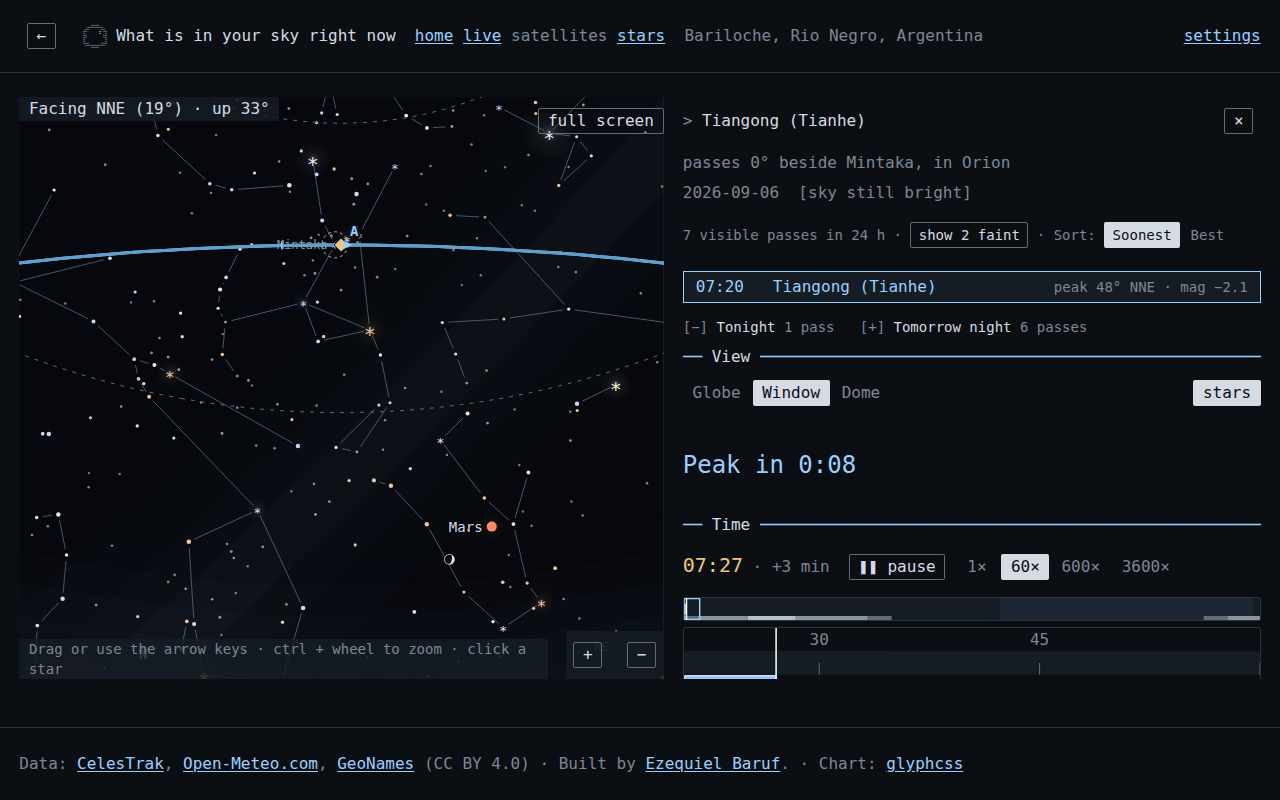 ← What is in your sky right now home live satellites stars Bariloche, Rio Negro, Argentina settings
Facing NNE (19°) · up 33°
full screen
A
Mintaka
Mars
Drag or use the arrow keys · ctrl + wheel to zoom · click a
star
+ −
> Tiangong (Tianhe) ×
passes 0° beside Mintaka, in Orion
2026-09-06 [sky still bright]
7 visible passes in 24 h · show 2 faint · Sort: Soonest Best
07:20 Tiangong (Tianhe) peak 48° NNE · mag −2.1
[−] Tonight 1 pass [+] Tomorrow night 6 passes
View
Globe Window Dome stars
Peak in 0:08
Time
07:27 · +3 min ❚❚ pause 1× 60× 600× 3600×
30 45
Data: CelesTrak, Open-Meteo.com, GeoNames (CC BY 4.0) · Built by Ezequiel Baruf. · Chart: glyphcss